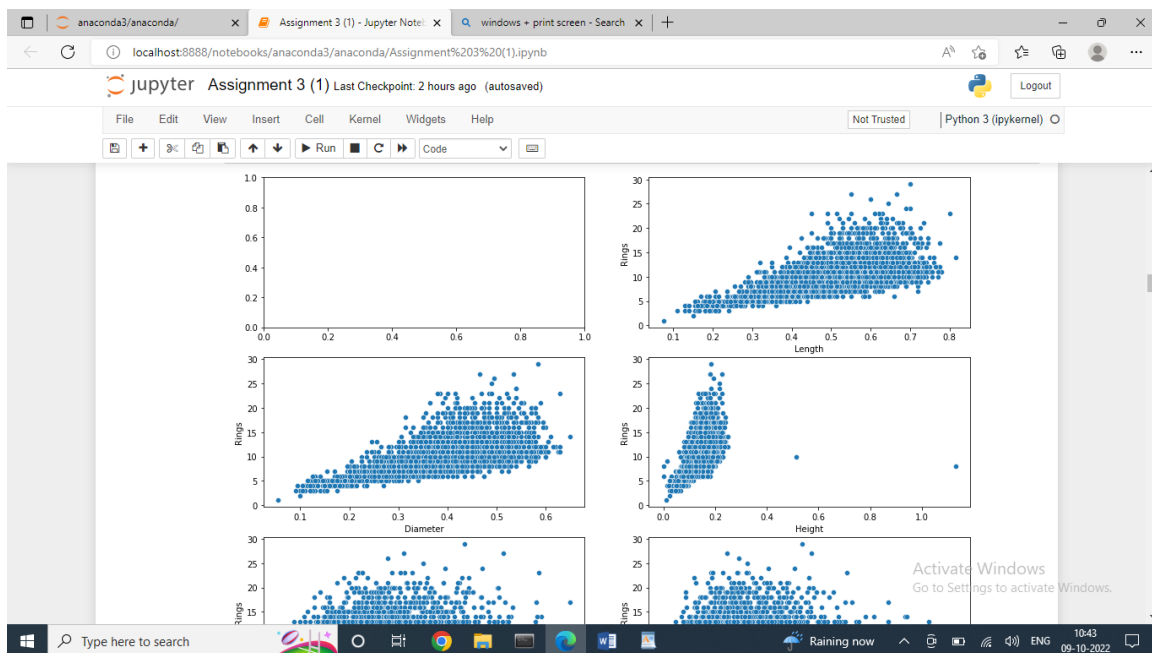 anaconda3/anaconda/
Assignment 3 (1) - Jupyter Note
windows + print screen - Search
localhost:8888/notebooks/anaconda3/anaconda/Assignment%203%20(1).ipynb
jupyter Assignment 3 (1) Last Checkpoint: 2 hours ago (autosaved)
Logout
File Edit View Insert Cell Kernel Widgets Help
Not Trusted
Python 3 (ipykernel)
Run
Code
1.0
0.8
0.6
0.4
0.2
0.0
0.0 0.2 0.4 0.6 0.8 1.0
30
25
20
15
10
5
0
Rings
0.1 0.2 0.3 0.4 0.5 0.6 0.7 0.8
Length
30
25
20
15
10
5
0
Rings
0.1 0.2 0.3 0.4 0.5 0.6
Diameter
30
25
20
15
10
5
0
Rings
0.0 0.2 0.4 0.6 0.8 1.0
Height
30
25
20
15
Rings
30
25
20
15
Rings
Activate Windows
Go to Settings to activate Windows.
Type here to search
Raining now
ENG
10:43
09-10-2022